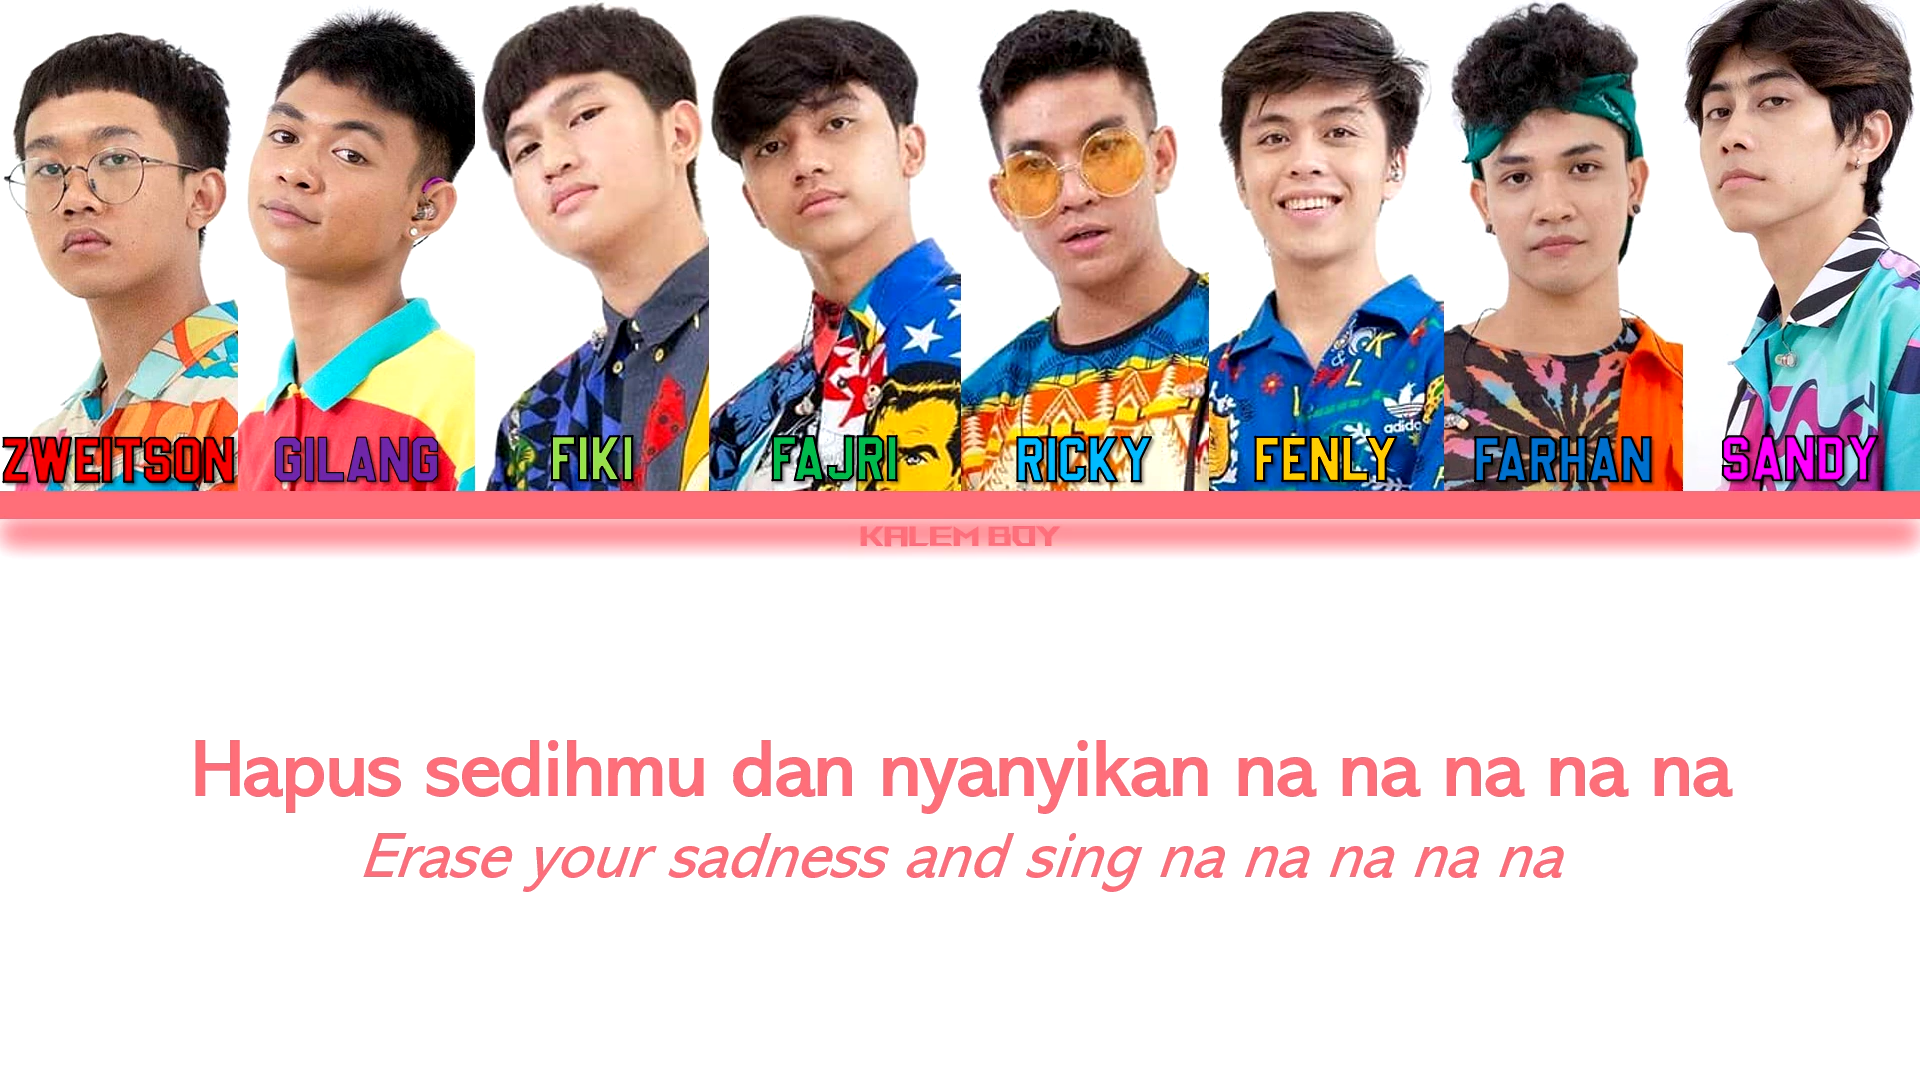 ZWEITSON GILANG FIKI FAJRI RICKY FENLY FARHAN SANDY
adidas
KALEM BOY
Hapus sedihmu dan nyanyikan na na na na na
Erase your sadness and sing na na na na na